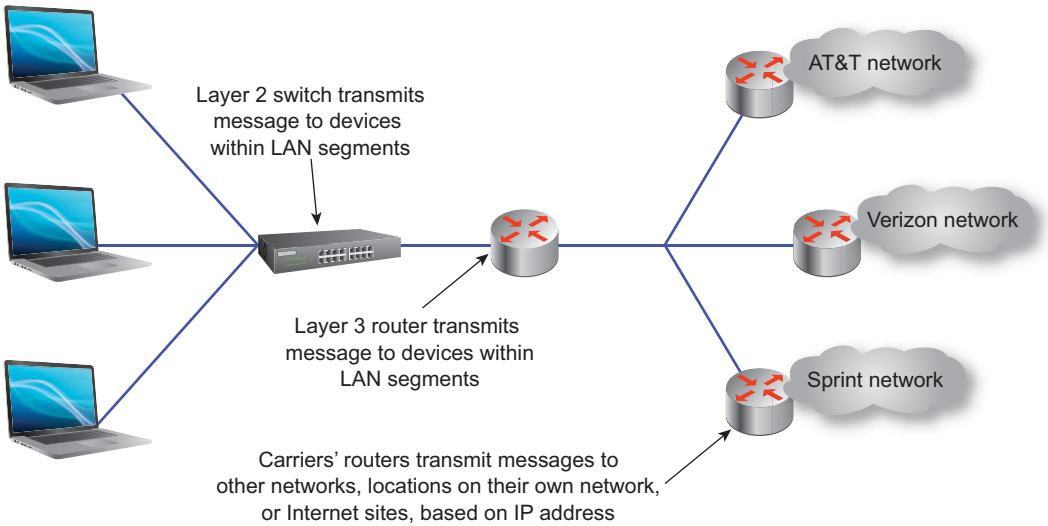 AT&T network
Layer 2 switch transmits
message to devices
within LAN segments
Verizon network
Layer 3 router transmits
message to devices within
LAN segments
Sprint network
Carriers’ routers transmit messages to
other networks, locations on their own network,
or Internet sites, based on IP address